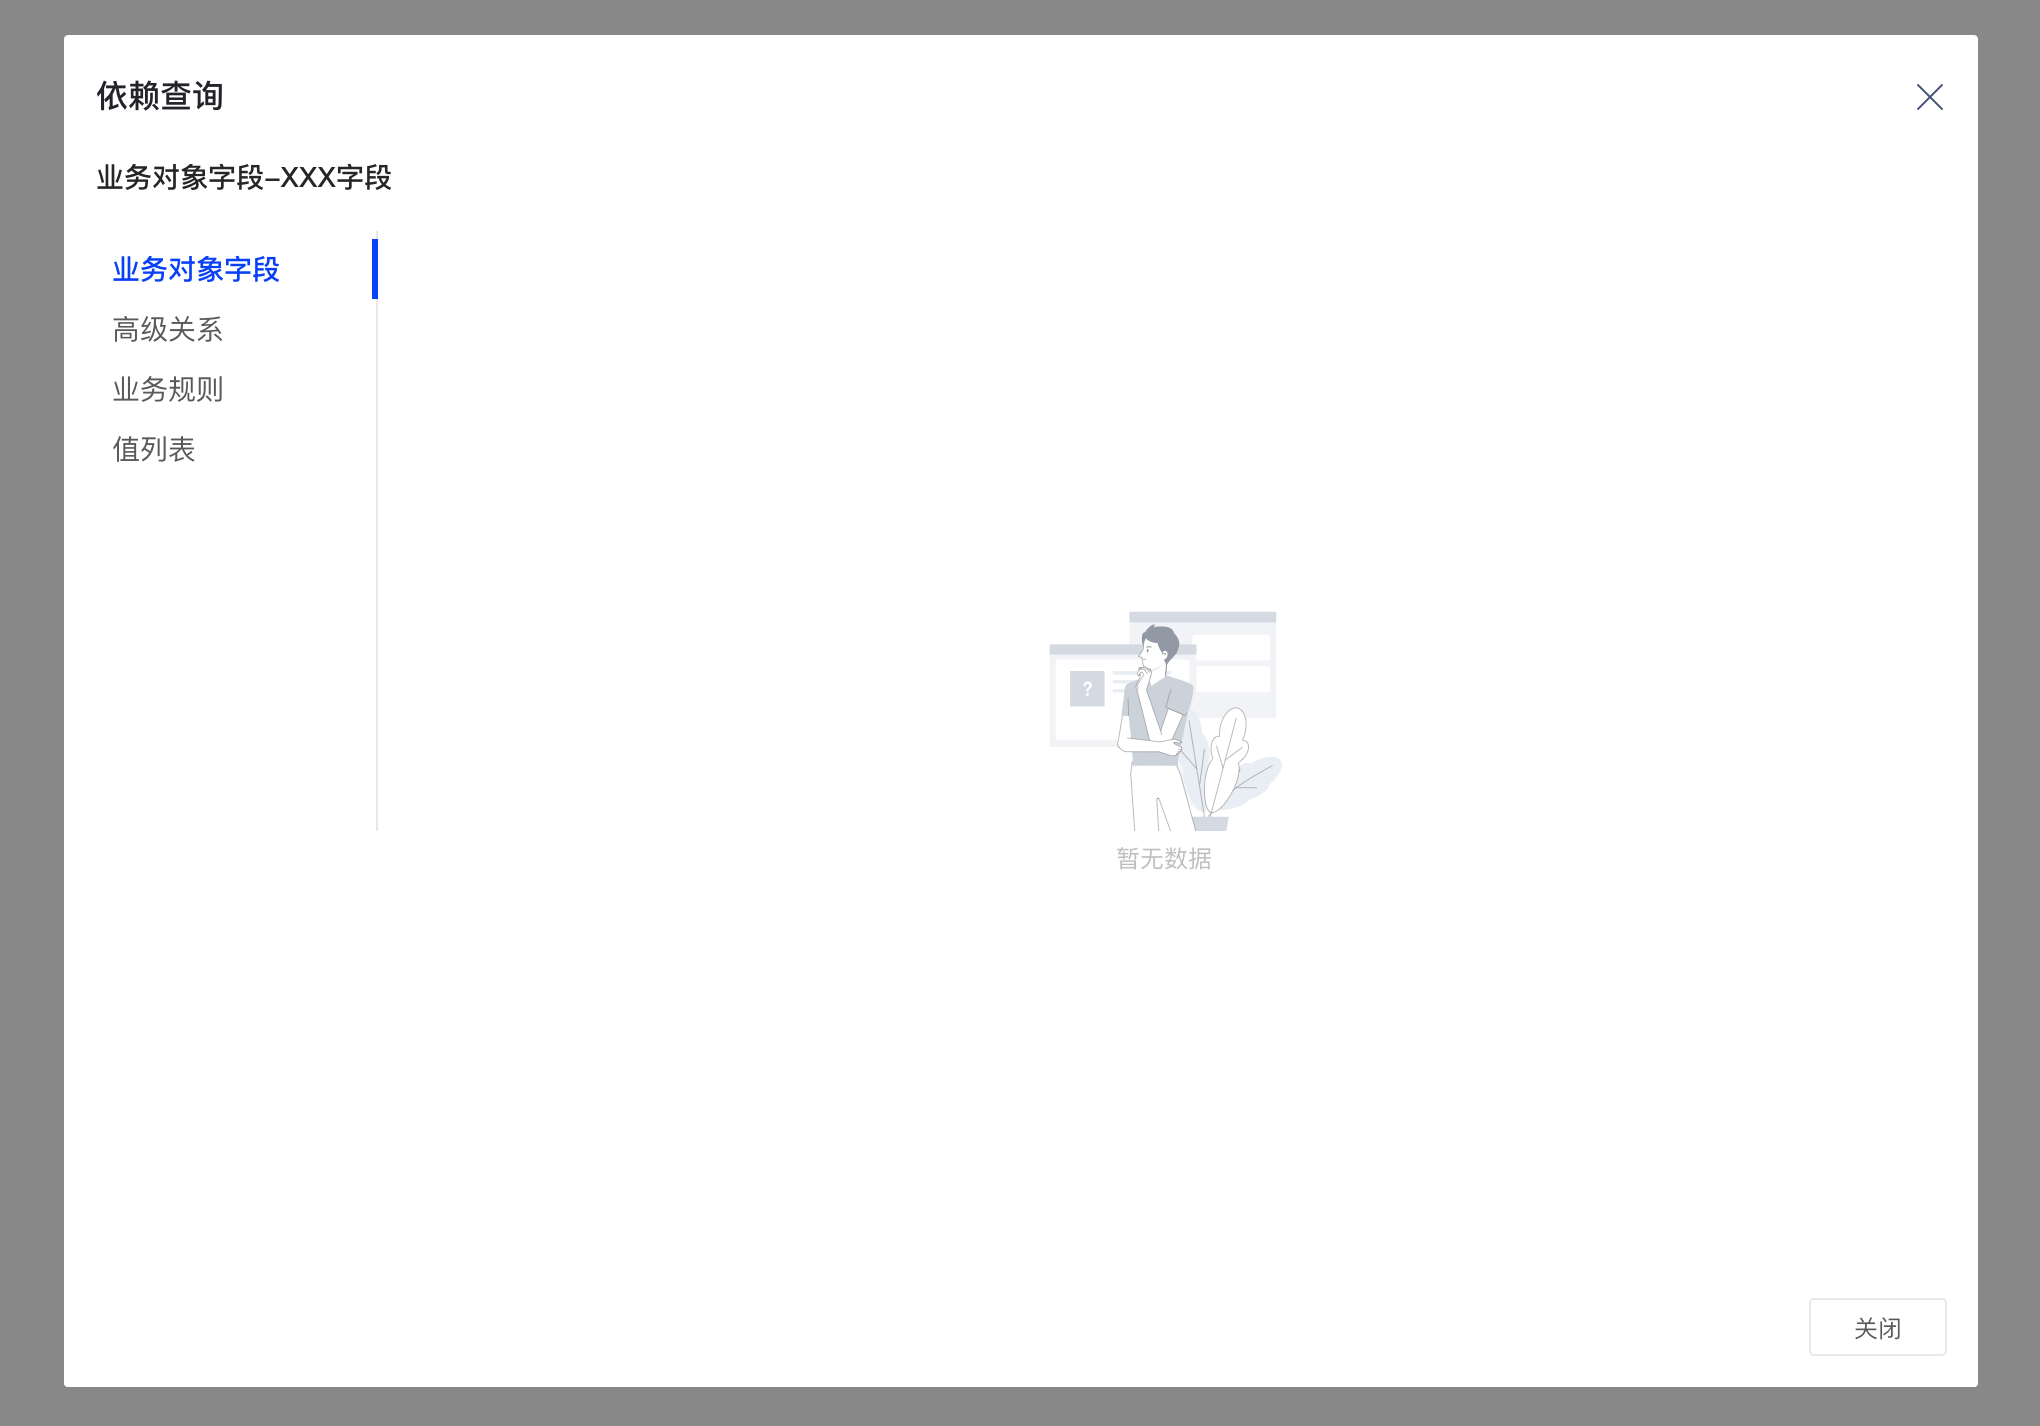 依赖查询
业务对象字段–XXX字段
业务对象字段
高级关系
业务规则
值列表
?
暂无数据
关闭